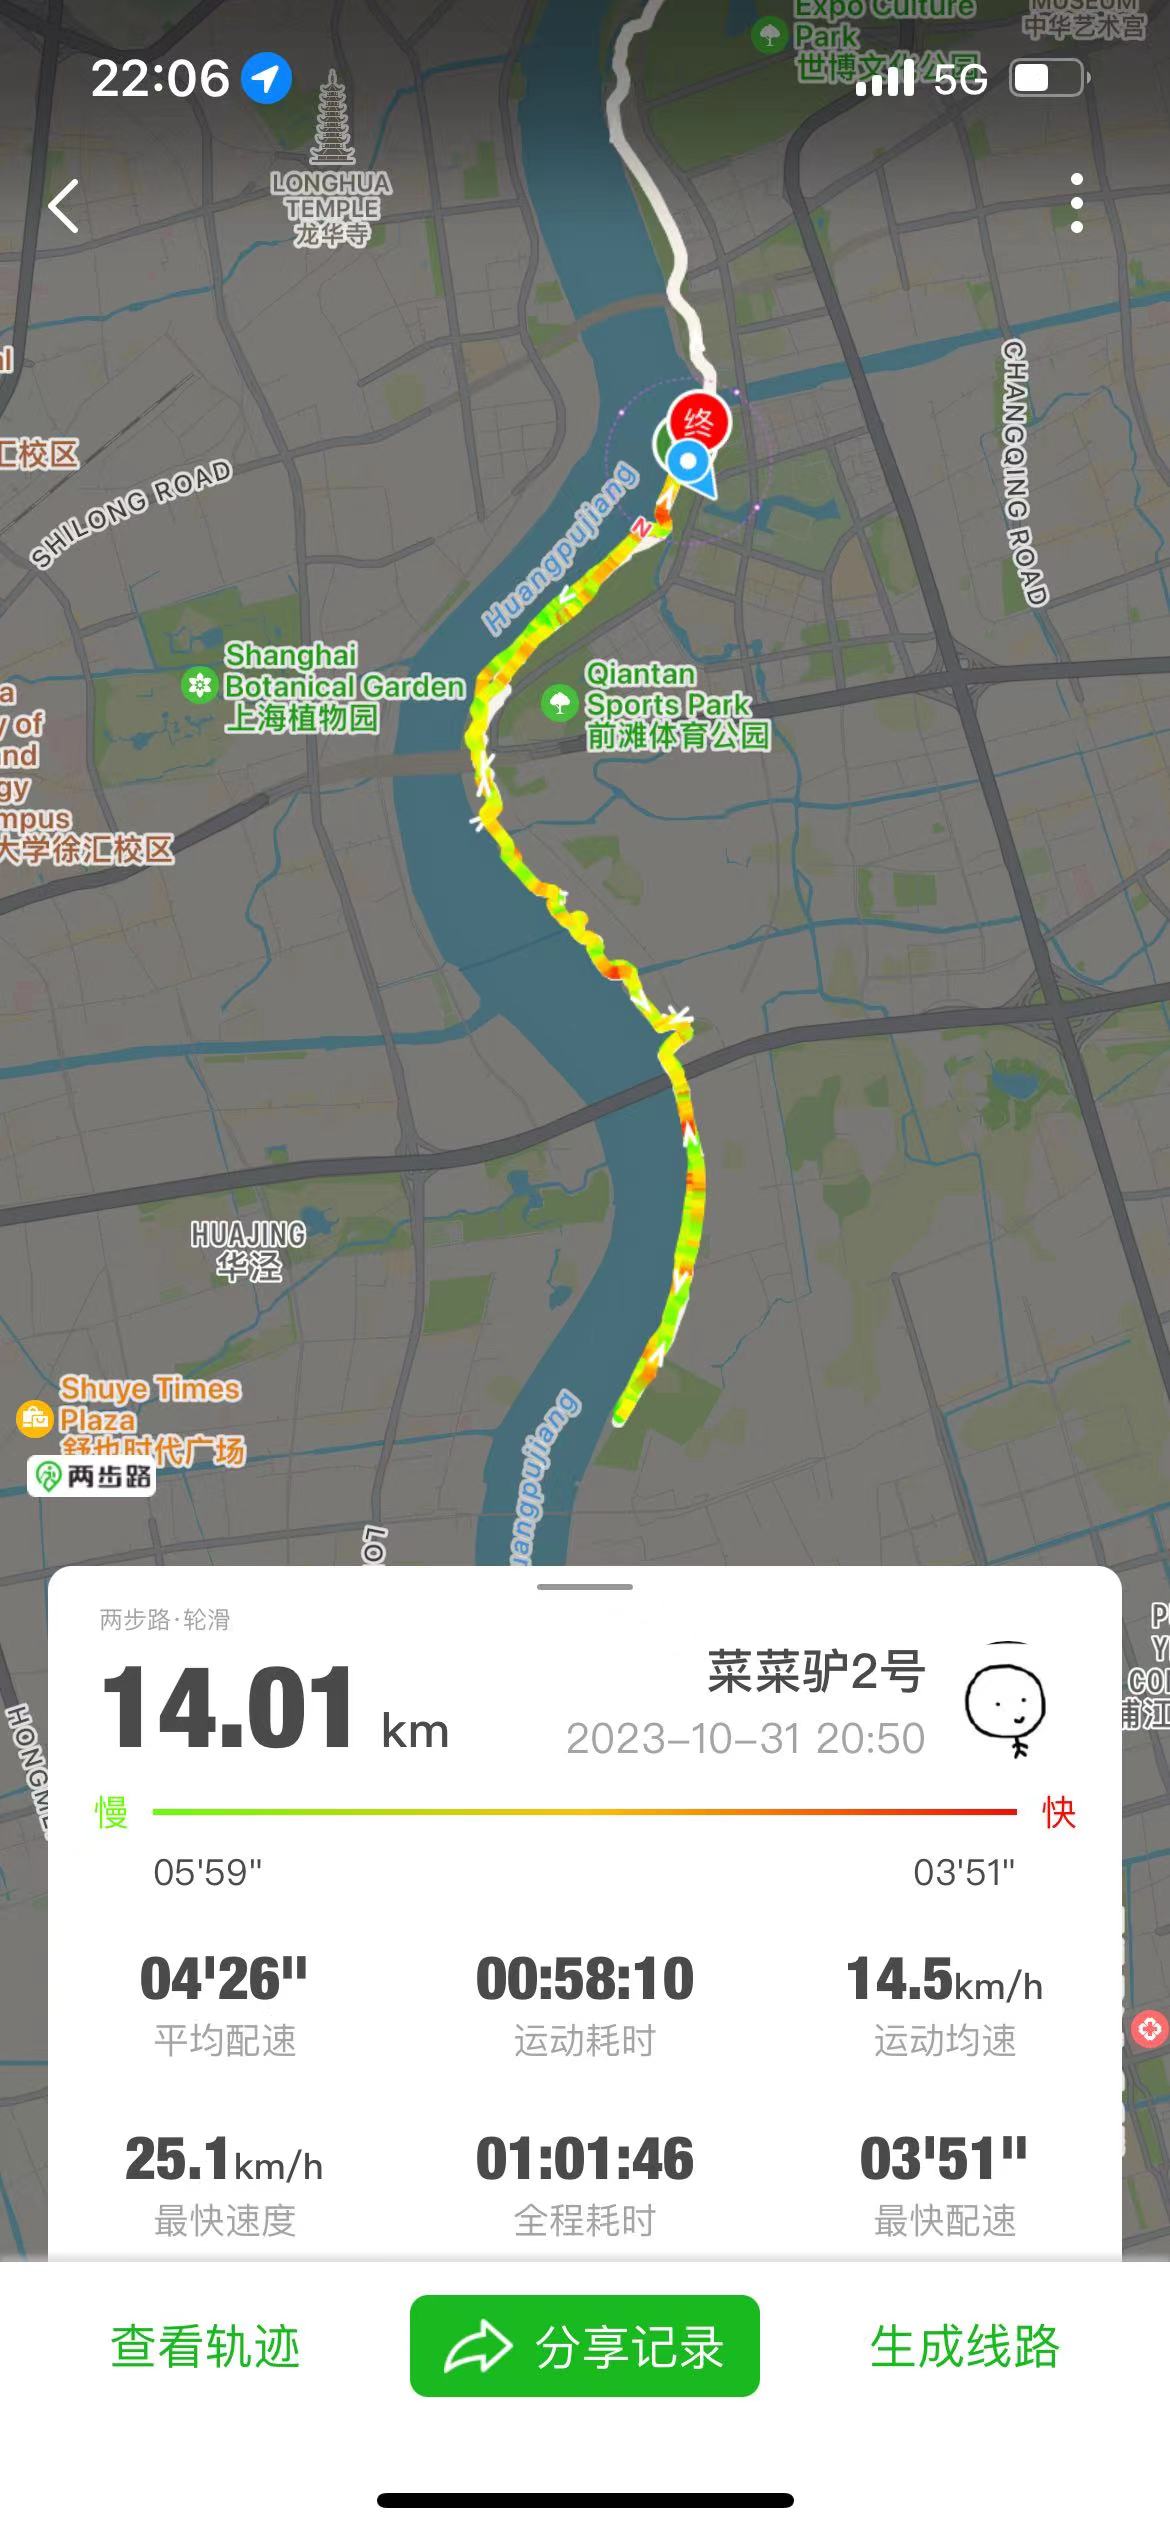 Expo Culture
Park
世博文化公园
MUSEUM
中华艺术宫
22:06
5G
LONGHUA
TEMPLE
龙华寺
CHANGQING ROAD
汇校区
SHILONG ROAD
终
N
Huangpujiang
Shanghai
Botanical Garden
上海植物园
Qiantan
Sports Park
前滩体育公园
a
y of
nd
gy
mpus
大学徐汇校区
HUAJING
华泾
Shuye Times
Plaza
舒也时代广场
两步路
uangpujiang
LO
HONGME
两步路·轮滑
14.01 km
菜菜驴2号
2023-10-31 20:50
慢
快
05'59"
03'51"
04'26"
00:58:10
14.5km/h
平均配速
运动耗时
运动均速
25.1km/h
01:01:46
03'51"
最快速度
全程耗时
最快配速
查看轨迹
分享记录
生成线路